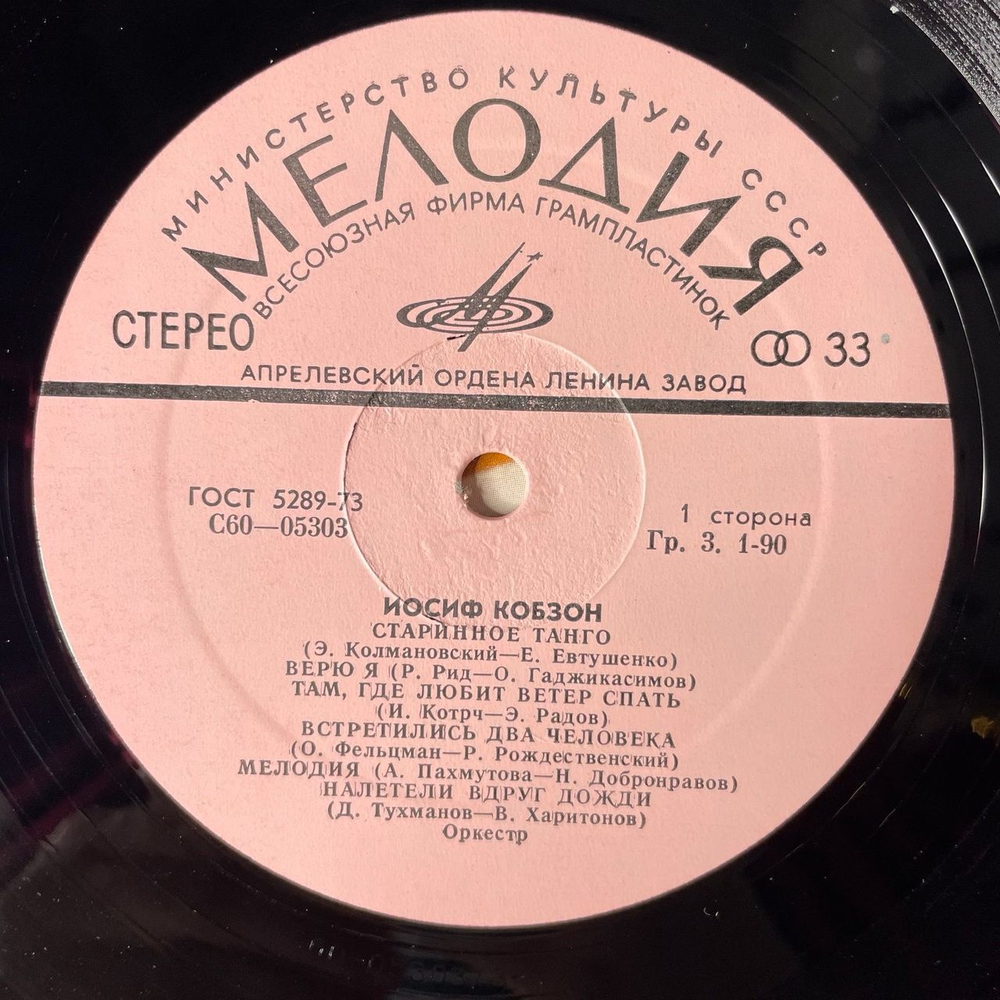 МИНИСТЕРСТВО КУЛЬТУРЫ СССР
МЕЛОДИЯ
ВСЕСОЮЗНАЯ ФИРМА ГРАМПЛАСТИНОК
СТЕРЕО
33
АПРЕЛЕВСКИЙ ОРДЕНА ЛЕНИНА ЗАВОД
ГОСТ 5289-73
С60—05303
1 сторона
Гр. 3. 1-90
ИОСИФ КОБЗОН
СТАРИННОЕ ТАНГО
(Э. Колмановский—Е. Евтушенко)
ВЕРЮ Я (Р. Рид—О. Гаджикасимов)
ТАМ, ГДЕ ЛЮБИТ ВЕТЕР СПАТЬ
(И. Котрч—Э. Радов)
ВСТРЕТИЛИСЬ ДВА ЧЕЛОВЕКА
(О. Фельцман—Р. Рождественский)
МЕЛОДИЯ (А. Пахмутова—Н. Добронравов)
НАЛЕТЕЛИ ВДРУГ ДОЖДИ
(Д. Тухманов—В. Харитонов)
Оркестр